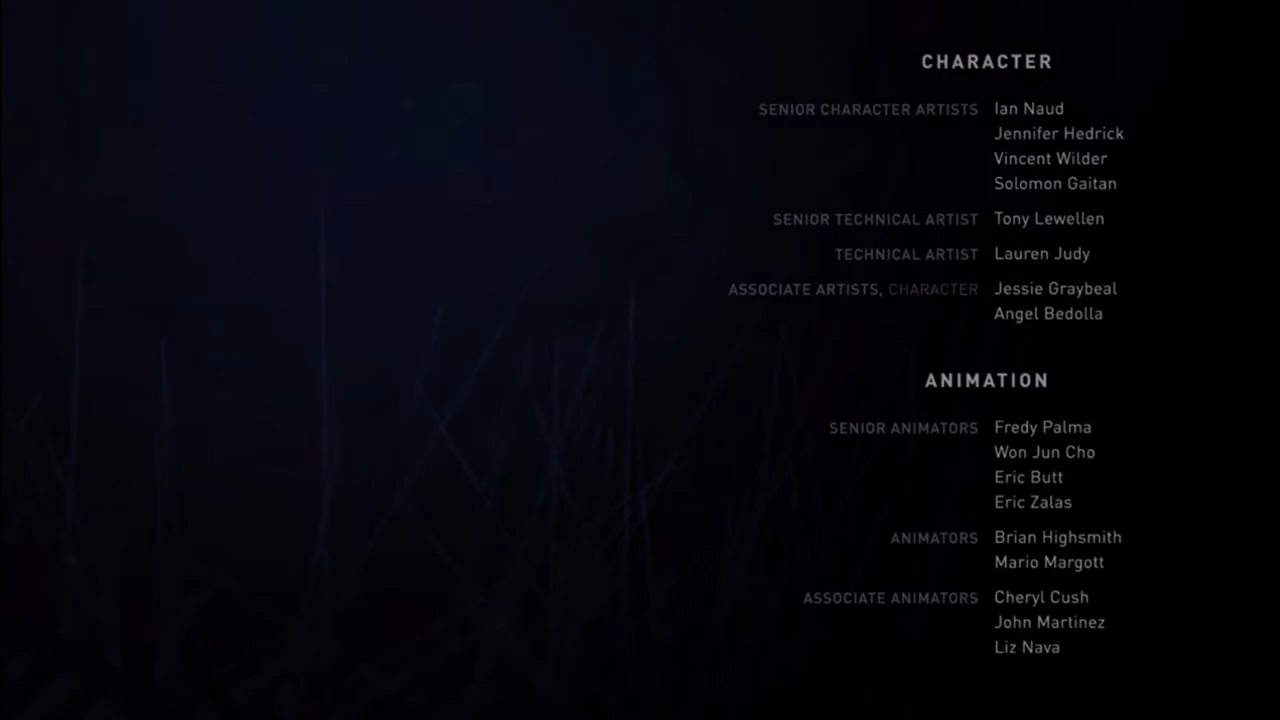 CHARACTER
SENIOR CHARACTER ARTISTS Ian Naud
Jennifer Hedrick
Vincent Wilder
Solomon Gaitan
SENIOR TECHNICAL ARTIST Tony Lewellen
TECHNICAL ARTIST Lauren Judy
ASSOCIATE ARTISTS, CHARACTER Jessie Graybeal
Angel Bedolla
ANIMATION
SENIOR ANIMATORS Fredy Palma
Won Jun Cho
Eric Butt
Eric Zalas
ANIMATORS Brian Highsmith
Mario Margott
ASSOCIATE ANIMATORS Cheryl Cush
John Martinez
Liz Nava